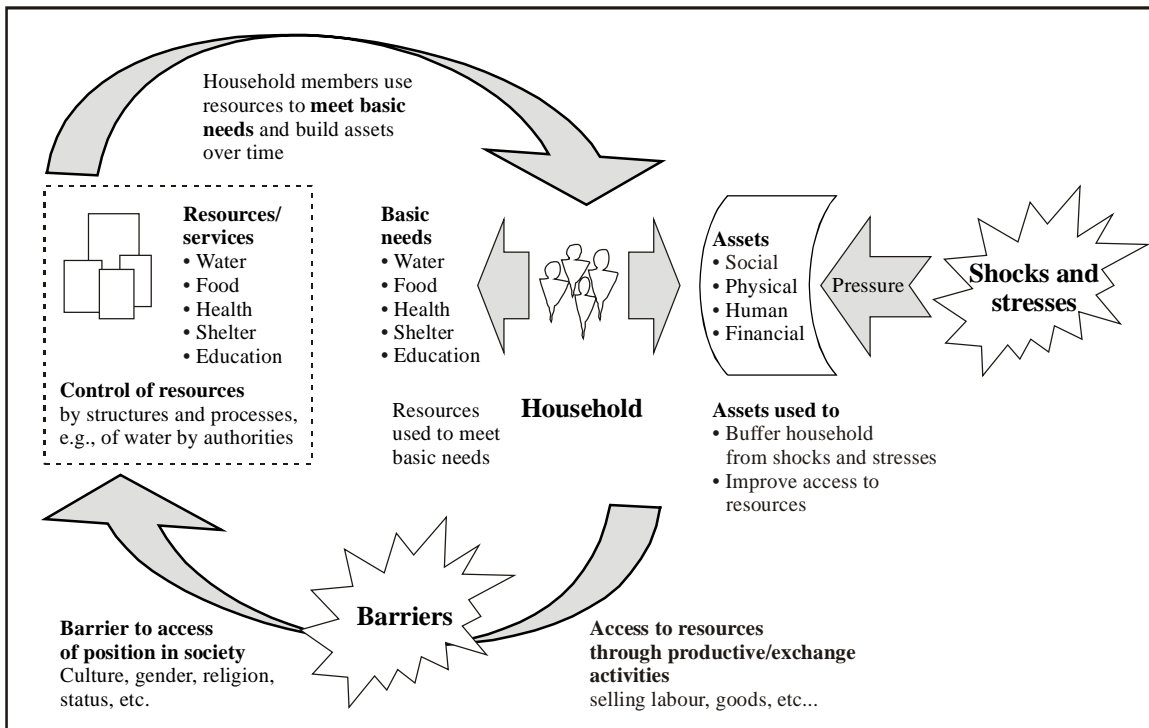 Household members use
resources to meet basic
needs and build assets
over time
Resources/
services
• Water
• Food
• Health
• Shelter
• Education
Control of resources
by structures and processes,
e.g., of water by authorities
Basic
needs
• Water
• Food
• Health
• Shelter
• Education
Resources
used to meet
basic needs
Household
Assets
• Social
• Physical
• Human
• Financial
Pressure
Shocks and
stresses
Assets used to
• Buffer household
from shocks and stresses
• Improve access to
resources
Barriers
Barrier to access
of position in society
Culture, gender, religion,
status, etc.
Access to resources
through productive/exchange
activities
selling labour, goods, etc...